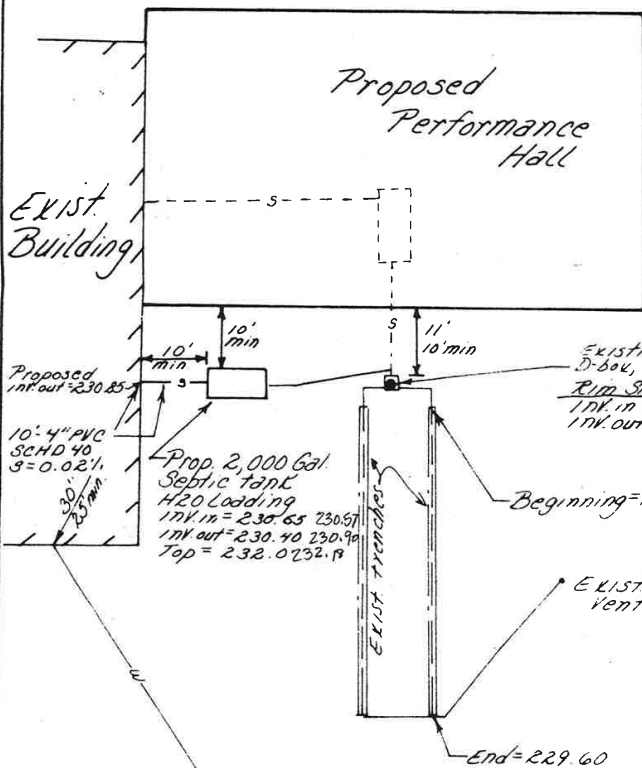 Proposed
Performance
Hall
Exist.
Building
S
S
10'
min
11'
10' min
10'
min
S
Proposed
inv. out = 230.85
10'-4" PVC
SCHD 40
S = 0.02%
30'
25' min.
Prop. 2,000 Gal.
Septic tank
H20 Loading
inv. in = 230.65 230.57
inv. out = 230.40 230.90
Top = 232.0 232.
D-box,
Rim
inv. in
inv. out
Exist trenches
Beginning =
Exist.
Vent
W
End = 229.60